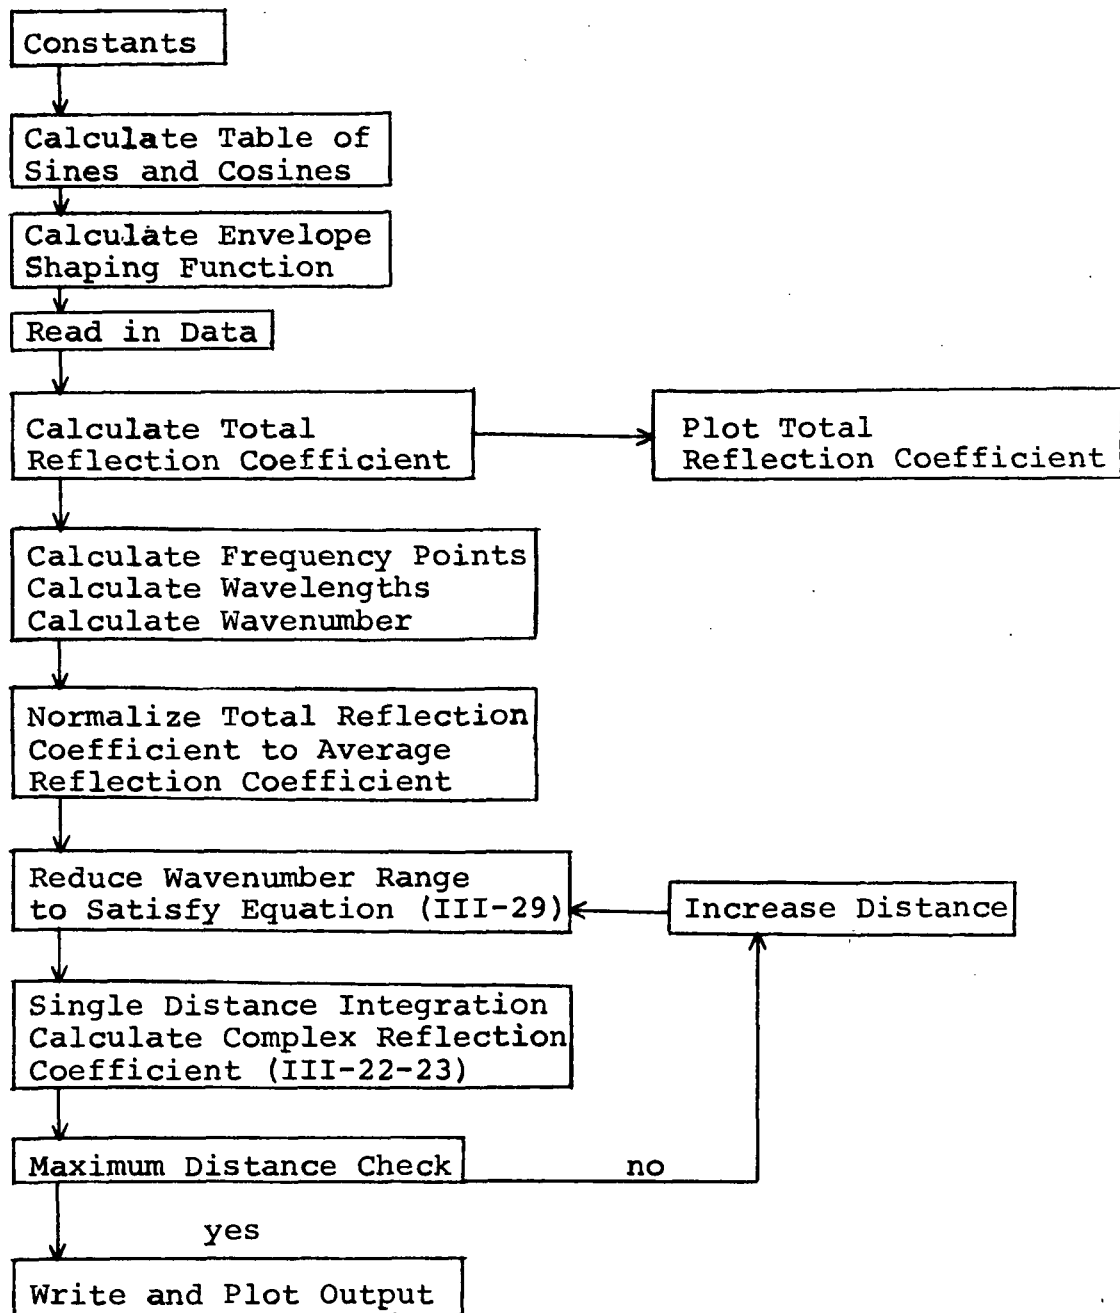 Constants
Calculate Table of
Sines and Cosines
Calculate Envelope
Shaping Function
Read in Data
Calculate Total
Reflection Coefficient
Plot Total
Reflection Coefficient
Calculate Frequency Points
Calculate Wavelengths
Calculate Wavenumber
Normalize Total Reflection
Coefficient to Average
Reflection Coefficient
Reduce Wavenumber Range
to Satisfy Equation (III-29)
Increase Distance
Single Distance Integration
Calculate Complex Reflection
Coefficient (III-22-23)
Maximum Distance Check
no
yes
Write and Plot Output